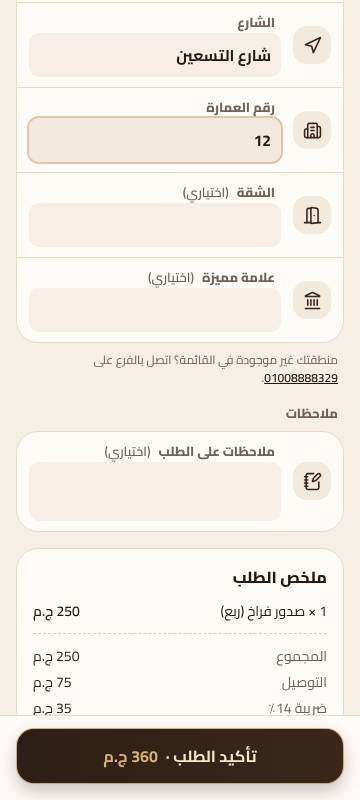 الشارع
شارع التسعين
رقم العمارة
12
الشقة (اختياري)
علامة مميزة (اختياري)
منطقتك غير موجودة في القائمة؟ اتصل بالفرع على
01008888329.
ملاحظات
ملاحظات على الطلب (اختياري)
ملخص الطلب
1 × صدور فراخ (ربع) 250 ج.م
المجموع 250 ج.م
التوصيل 75 ج.م
ضريبة 14٪ 35 ج.م
تأكيد الطلب · 360 ج.م